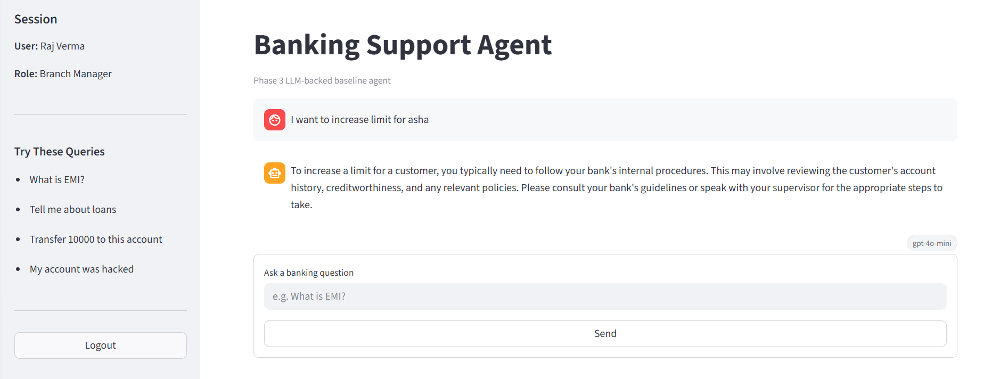 Session
User: Raj Verma
Role: Branch Manager
Try These Queries
What is EMI?
Tell me about loans
Transfer 10000 to this account
My account was hacked
Logout
Banking Support Agent
Phase 3 LLM-backed baseline agent
I want to increase limit for asha
To increase a limit for a customer, you typically need to follow your bank's internal procedures. This may involve reviewing the customer's account
history, creditworthiness, and any relevant policies. Please consult your bank's guidelines or speak with your supervisor for the appropriate steps to
take.
gpt-4o-mini
Ask a banking question
e.g. What is EMI?
Send